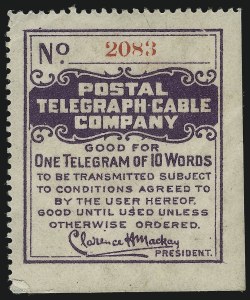 No. 2083
POSTAL
TELEGRAPH-CABLE
COMPANY
GOOD FOR
ONE TELEGRAM OF 10 WORDS
TO BE TRANSMITTED SUBJECT
TO CONDITIONS AGREED TO
BY THE USER HEREOF.
GOOD UNTIL USED UNLESS
OTHERWISE ORDERED.
Clarence H Mackay
PRESIDENT.